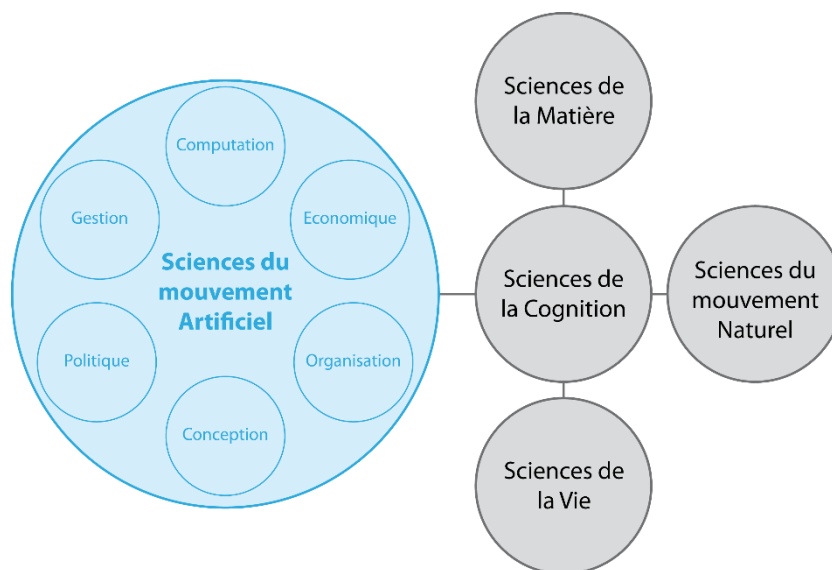 Computation
Gestion
Economique
Sciences du
mouvement
Artificiel
Politique
Organisation
Conception
Sciences de
la Matière
Sciences de
la Cognition
Sciences du
mouvement
Naturel
Sciences de
la Vie